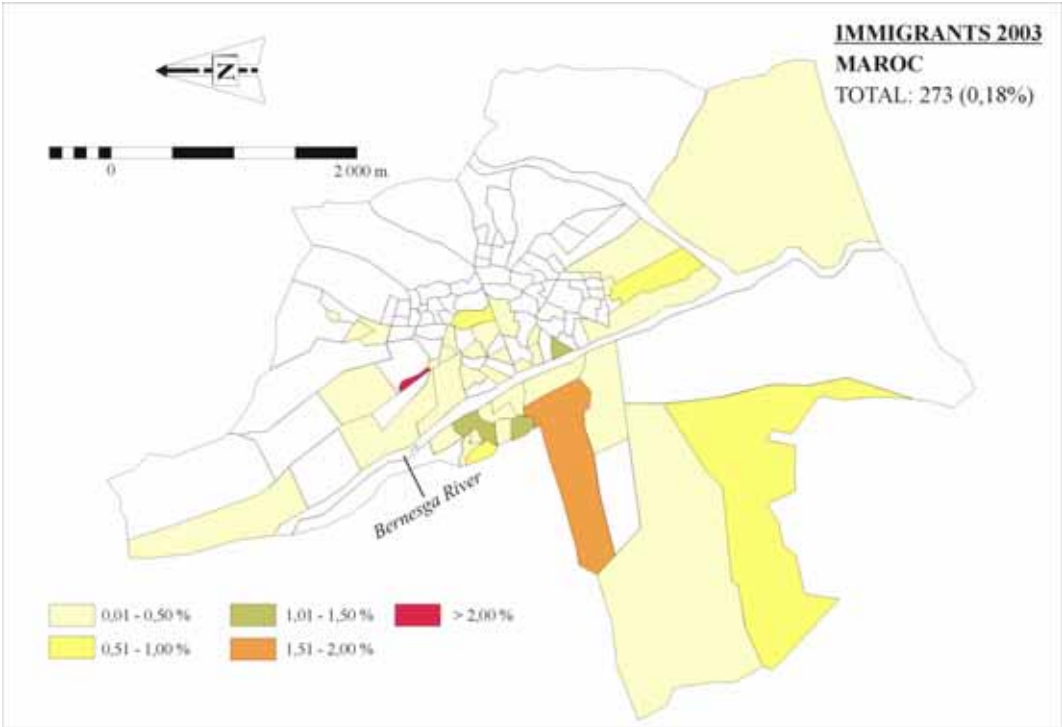 IMMIGRANTS 2003
MAROC
TOTAL: 273 (0,18%)
N
0
2 000 m
Bernesga River
0,01 - 0,50 %
1,01 - 1,50 %
> 2,00 %
0,51 - 1,00 %
1,51 - 2,00 %